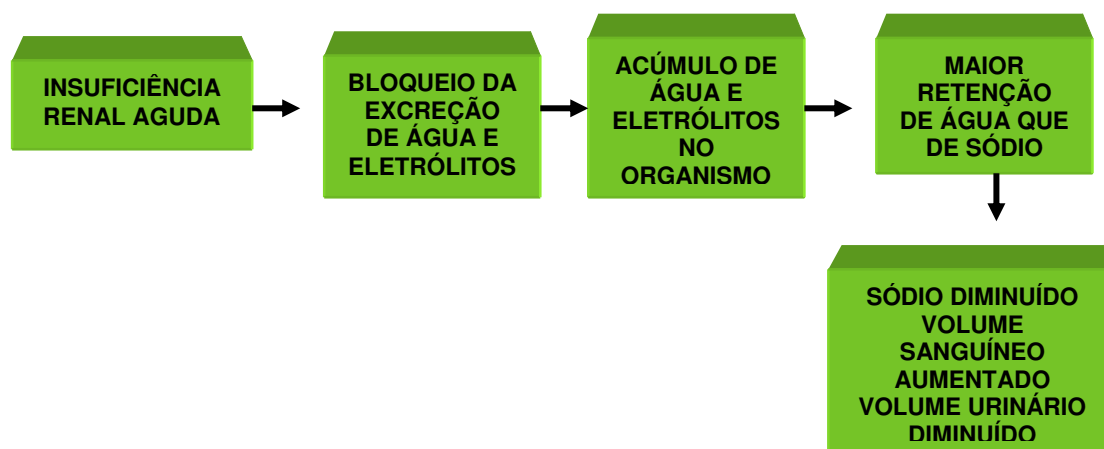 INSUFICIÊNCIA
RENAL AGUDA
BLOQUEIO DA
EXCREÇÃO
DE ÁGUA E
ELETRÓLITOS
ACÚMULO DE
ÁGUA E
ELETRÓLITOS
NO
ORGANISMO
MAIOR
RETENÇÃO
DE ÁGUA QUE
DE SÓDIO
SÓDIO DIMINUÍDO
VOLUME
SANGUÍNEO
AUMENTADO
VOLUME URINÁRIO
DIMINUÍDO